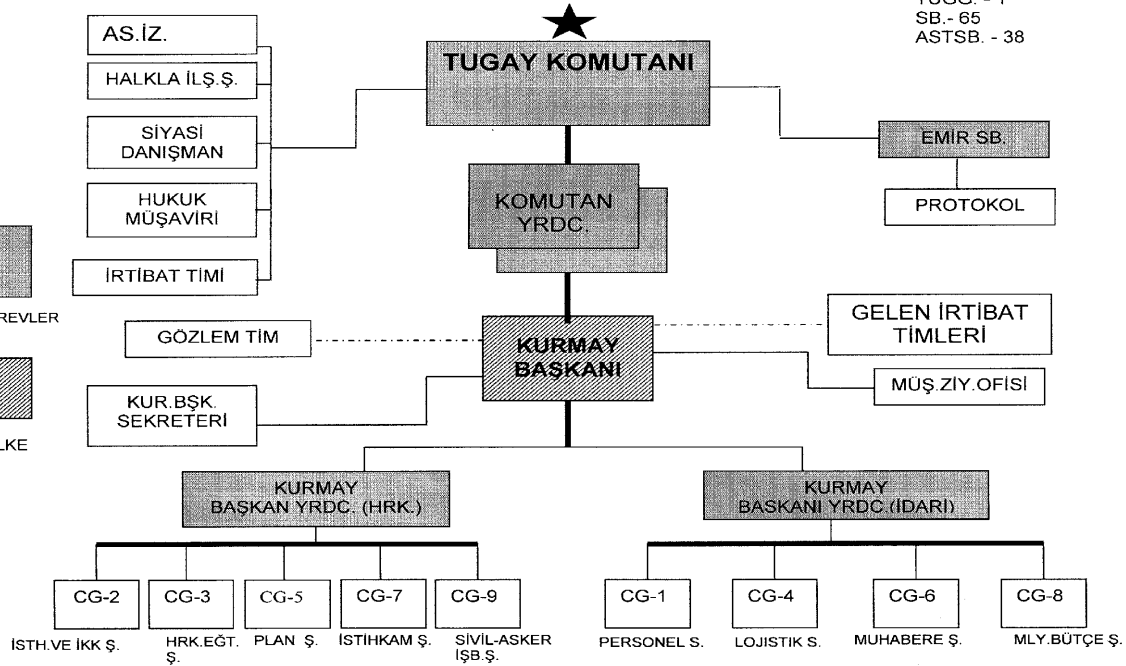 SB.- 65
ASTSB. - 38
AS.İZ.
HALKLA İLŞ.Ş.
SİYASİ
DANIŞMAN
HUKUK
MÜŞAVİRİ
İRTİBAT TİMİ
TUGAY KOMUTANI
EMİR SB.
PROTOKOL
KOMUTAN
YRDC.
REVLER
LKE
GÖZLEM TİM
KUR.BŞK.
SEKRETERİ
KURMAY
BAŞKANI
GELEN İRTİBAT
TİMLERİ
MÜŞ.ZİY.OFİSİ
KURMAY
BAŞKAN YRDC. (HRK.)
KURMAY
BAŞKANI YRDC.(İDARİ)
CG-2
İSTH.VE İKK Ş.
CG-3
HRK.EĞT.
Ş.
CG-5
PLAN Ş.
CG-7
İSTİHKAM Ş.
CG-9
SİVİL-ASKER
İŞB.Ş.
CG-1
PERSONEL S.
CG-4
LOJISTIK S.
CG-6
MUHABERE Ş.
CG-8
MLY.BÜTÇE Ş.